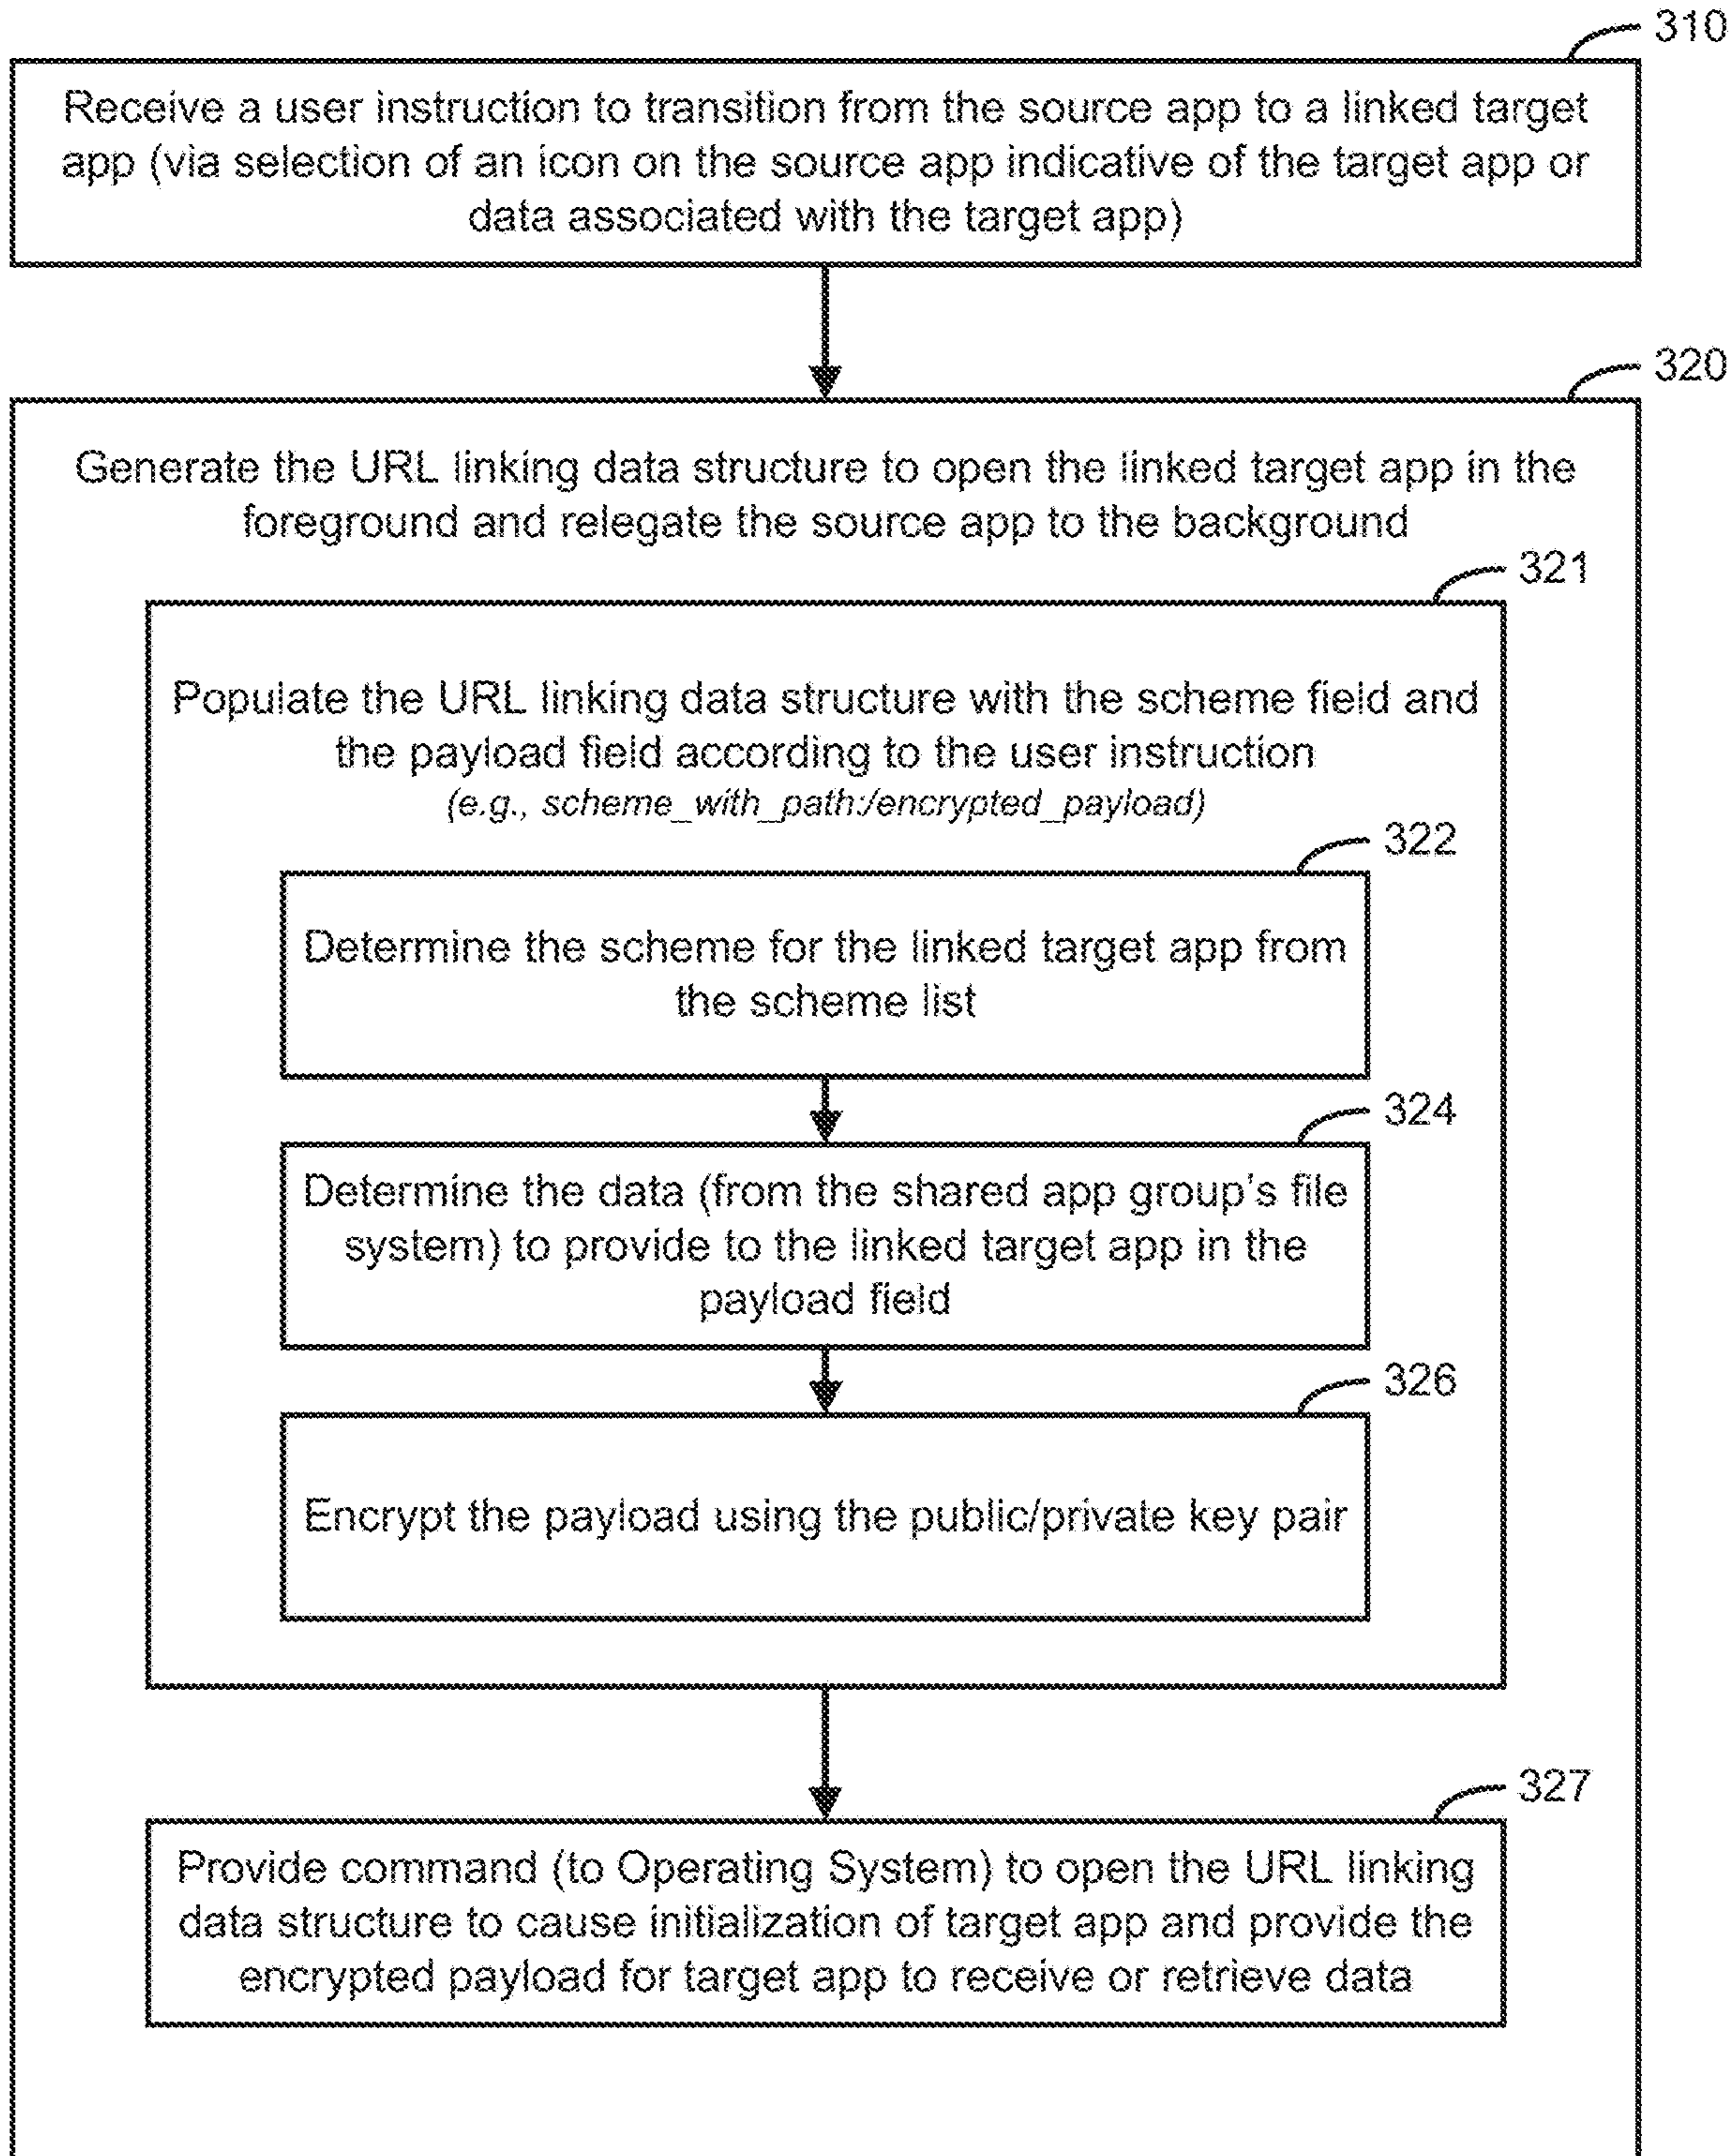 310
Receive a user instruction to transition from the source app to a linked target
app (via selection of an icon on the source app indicative of the target app or
data associated with the target app)
320
Generate the URL linking data structure to open the linked target app in the
foreground and relegate the source app to the background
321
Populate the URL linking data structure with the scheme field and
the payload field according to the user instruction
(e.g., scheme_with_path:/encrypted_payload)
322
Determine the scheme for the linked target app from
the scheme list
324
Determine the data (from the shared app group's file
system) to provide to the linked target app in the
payload field
326
Encrypt the payload using the public/private key pair
327
Provide command (to Operating System) to open the URL linking
data structure to cause initialization of target app and provide the
encrypted payload for target app to receive or retrieve data